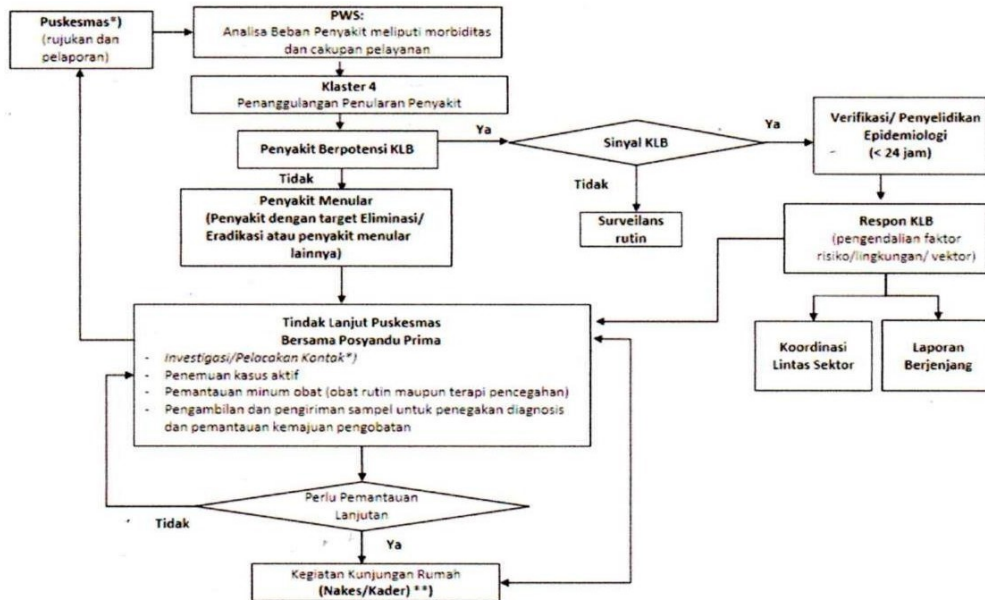 Puskesmas*)
(rujukan dan
pelaporan)
PWS:
Analisa Beban Penyakit meliputi morbiditas
dan cakupan pelayanan
Klaster 4
Penanggulangan Penularan Penyakit
Penyakit Berpotensi KLB
Ya
Sinyal KLB
Ya
Verifikasi/ Penyelidikan
Epidemiologi
(< 24 jam)
Tidak
Tidak
Penyakit Menular
(Penyakit dengan target Eliminasi/
Eradikasi atau penyakit menular
lainnya)
Surveilans
rutin
Respon KLB
(pengendalian faktor
risiko/lingkungan/ vektor)
Koordinasi
Lintas Sektor
Laporan
Berjenjang
Tindak Lanjut Puskesmas
Bersama Posyandu Prima
- Investigasi/Pelacakan Kontak*)
- Penemuan kasus aktif
- Pemantauan minum obat (obat rutin maupun terapi pencegahan)
- Pengambilan dan pengiriman sampel untuk penegakan diagnosis
dan pemantauan kemajuan pengobatan
Perlu Pemantauan
Lanjutan
Tidak
Ya
Kegiatan Kunjungan Rumah
(Nakes/Kader) **)